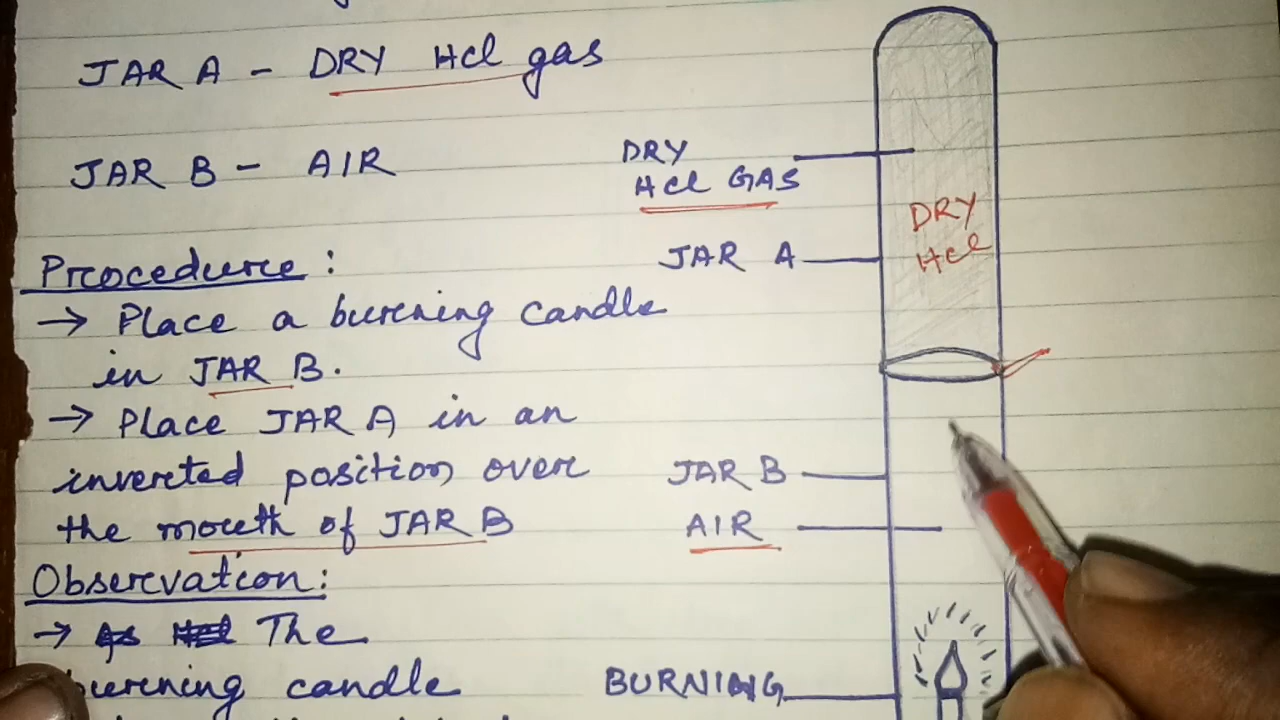 JAR A - DRY HCl gas
JAR B - AIR
Procedure :
→ Place a burning candle
in JAR B.
→ Place JAR A in an
inverted position over
the mouth of JAR B
Observation :
→ The
burning candle
DRY
HCl GAS
JAR A
DRY
HCl
JAR B
AIR
BURNING